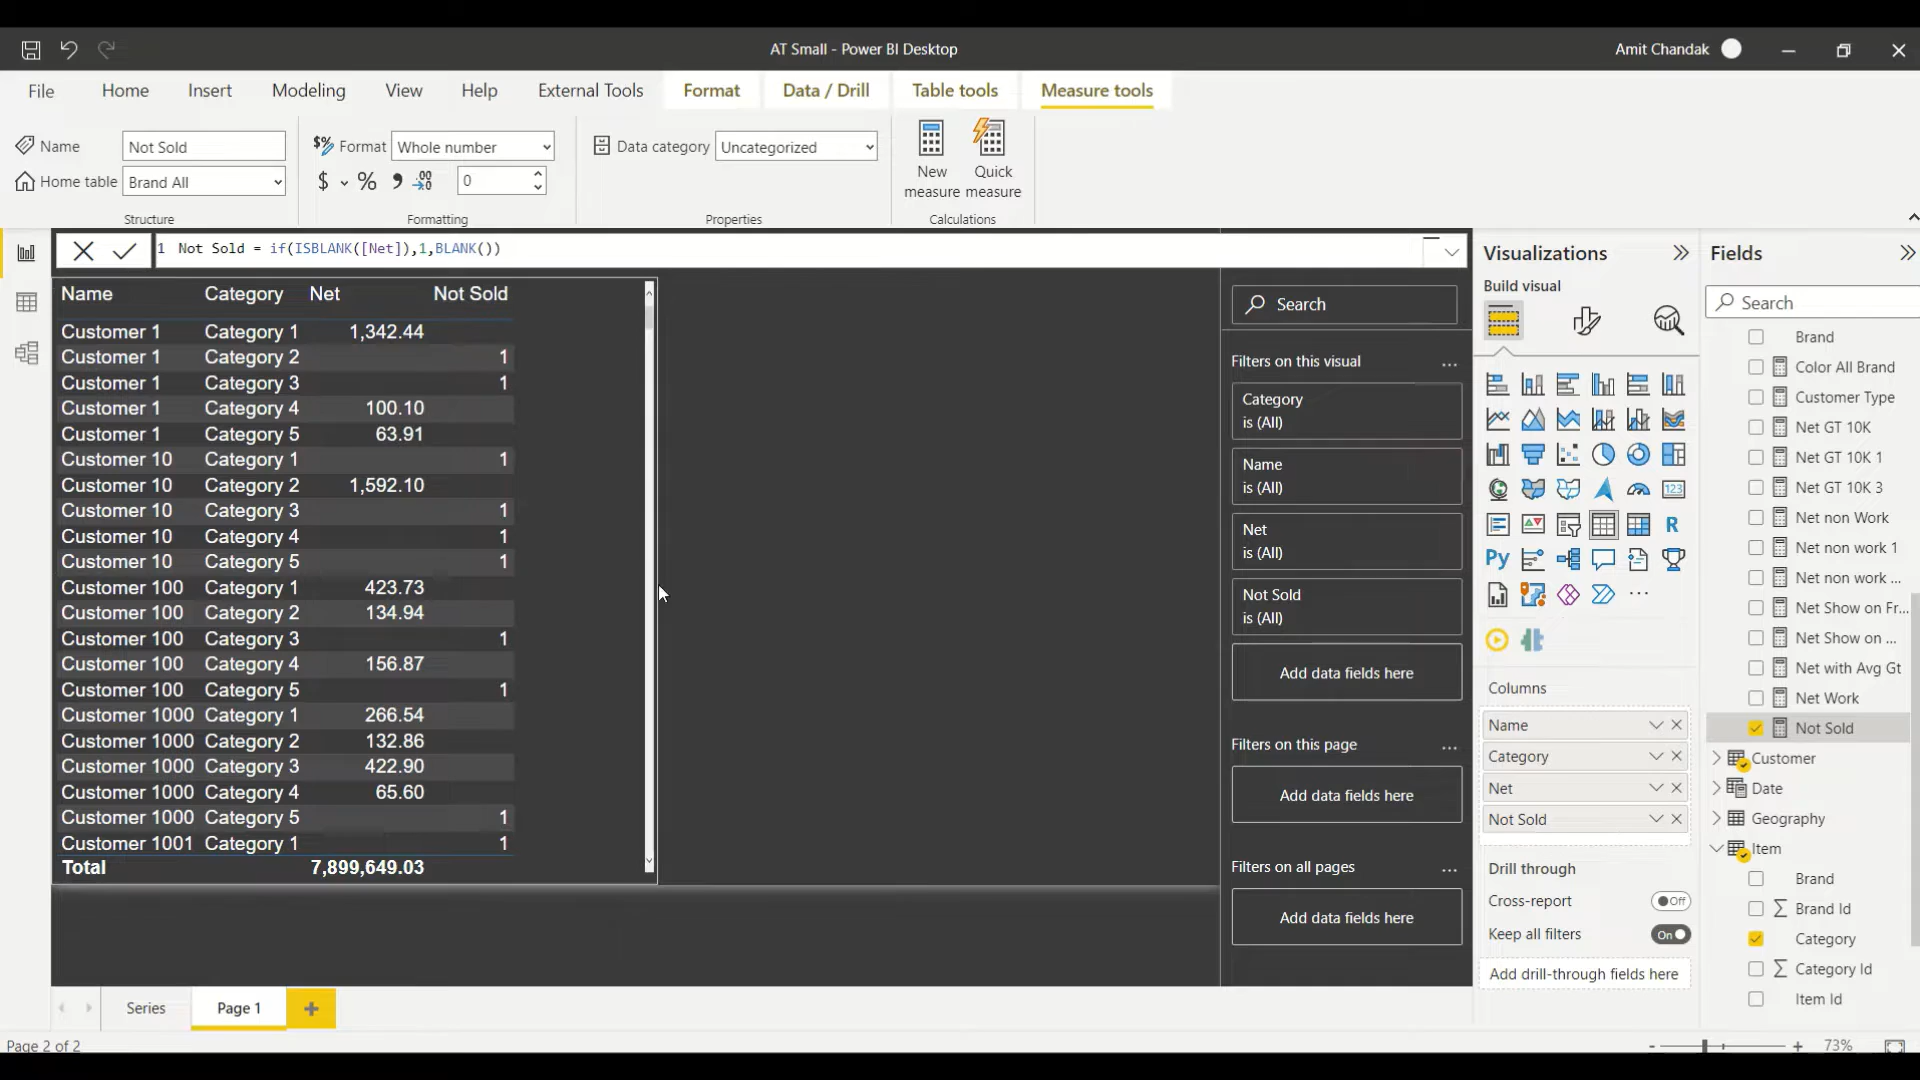 AT Small - Power BI Desktop
Amit Chandak
File Home Insert Modeling View Help External Tools Format Data / Drill Table tools Measure tools
Name Not Sold
Home table Brand All
Structure
$% Format Whole number
$ % 9 .00 →0 0
Formatting
Data category Uncategorized
Properties
New measure
Quick measure
Calculations
1 Not Sold = if(ISBLANK([Net]),1,BLANK())
Name Category Net Not Sold
Customer 1 Category 1 1,342.44
Customer 1 Category 2 1
Customer 1 Category 3 1
Customer 1 Category 4 100.10
Customer 1 Category 5 63.91
Customer 10 Category 1 1
Customer 10 Category 2 1,592.10
Customer 10 Category 3 1
Customer 10 Category 4 1
Customer 10 Category 5 1
Customer 100 Category 1 423.73
Customer 100 Category 2 134.94
Customer 100 Category 3 1
Customer 100 Category 4 156.87
Customer 100 Category 5 1
Customer 1000 Category 1 266.54
Customer 1000 Category 2 132.86
Customer 1000 Category 3 422.90
Customer 1000 Category 4 65.60
Customer 1000 Category 5 1
Customer 1001 Category 1 1
Total 7,899,649.03
Search
Filters on this visual ...
Category
is (All)
Name
is (All)
Net
is (All)
Not Sold
is (All)
Add data fields here
Filters on this page ...
Add data fields here
Filters on all pages ...
Add data fields here
Visualizations
Build visual
123
R
Py
...
Columns
Name
Category
Net
Not Sold
Drill through
Cross-report Off
Keep all filters On
Add drill-through fields here
Fields
Search
Brand
Color All Brand
Customer Type
Net GT 10K
Net GT 10K 1
Net GT 10K 3
Net non Work
Net non work 1
Net non work ...
Net Show on Fr...
Net Show on ...
Net with Avg Gt
Net Work
Not Sold
Customer
Date
Geography
Item
Brand
Σ Brand Id
Category
Σ Category Id
Item Id
Series Page 1 +
Page 2 of 2
- + 73%